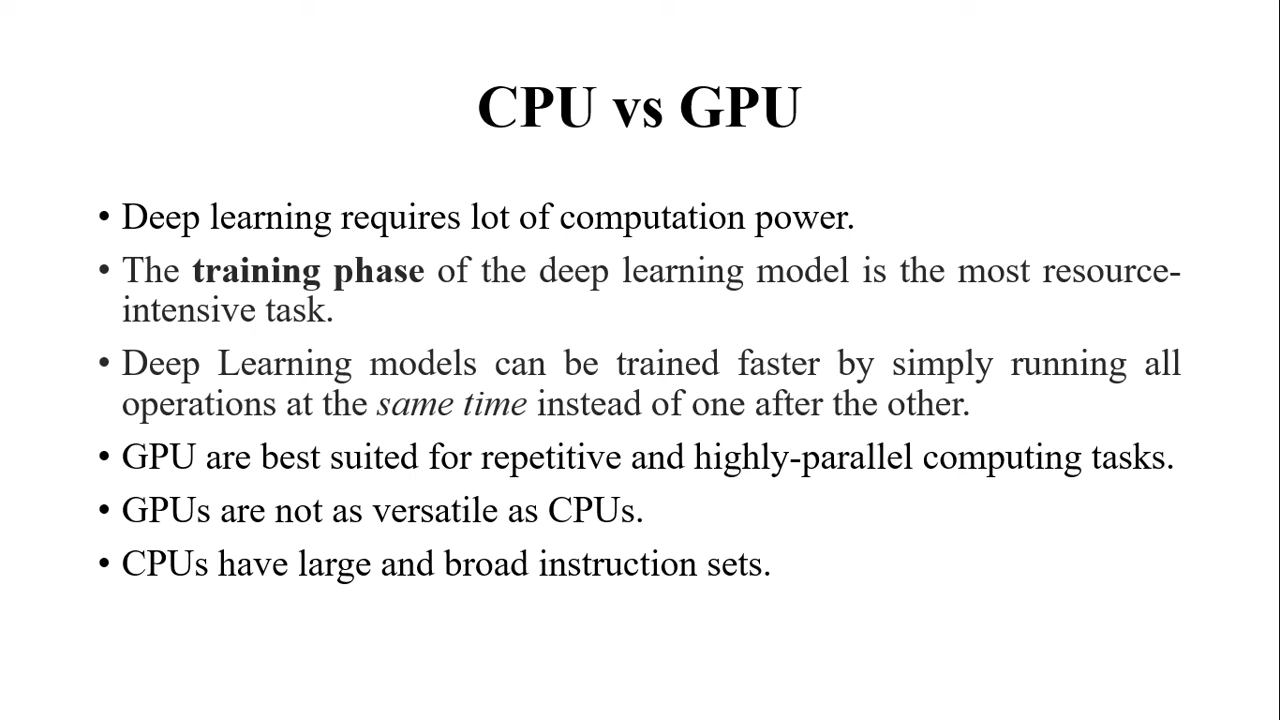 CPU vs GPU
• Deep learning requires lot of computation power.
• The training phase of the deep learning model is the most resource-
intensive task.
• Deep Learning models can be trained faster by simply running all
operations at the same time instead of one after the other.
• GPU are best suited for repetitive and highly-parallel computing tasks.
• GPUs are not as versatile as CPUs.
• CPUs have large and broad instruction sets.